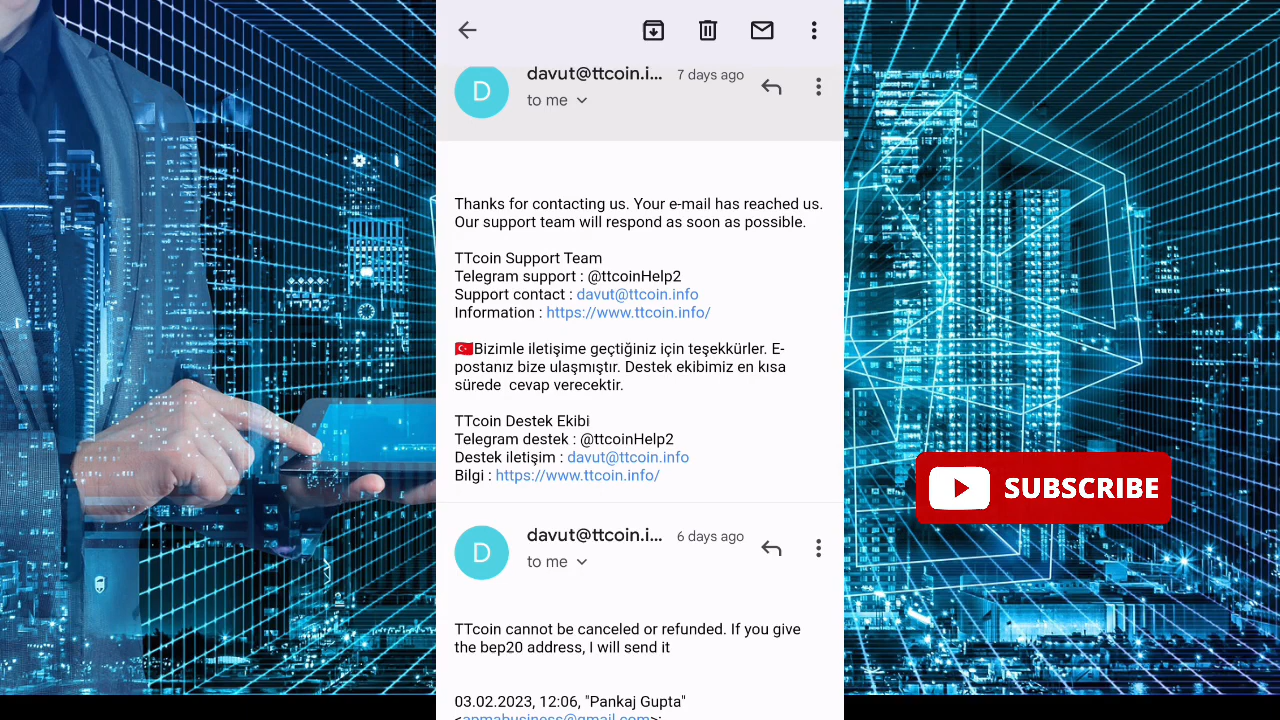 davut@ttcoin.i... 7 days ago
D
to me
Thanks for contacting us. Your e-mail has reached us.
Our support team will respond as soon as possible.
TTcoin Support Team
Telegram support : @ttcoinHelp2
Support contact : davut@ttcoin.info
Information : https://www.ttcoin.info/
🇹🇷Bizimle iletişime geçtiğiniz için teşekkürler. E-
postanız bize ulaşmıştır. Destek ekibimiz en kısa
sürede  cevap verecektir.
TTcoin Destek Ekibi
Telegram destek : @ttcoinHelp2
Destek iletişim : davut@ttcoin.info
Bilgi : https://www.ttcoin.info/
SUBSCRIBE
davut@ttcoin.i... 6 days ago
D
to me
TTcoin cannot be canceled or refunded. If you give
the bep20 address, I will send it
03.02.2023, 12:06, "Pankaj Gupta"
<apmabusiness@gmail.com>: